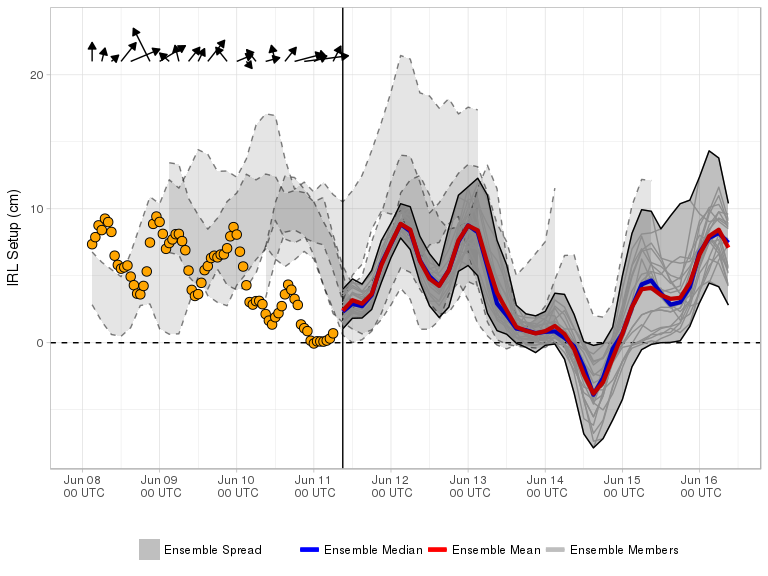 IRL Setup (cm)
20
10
0
Jun 08 Jun 09 Jun 10 Jun 11 Jun 12 Jun 13 Jun 14 Jun 15 Jun 16
00 UTC 00 UTC 00 UTC 00 UTC 00 UTC 00 UTC 00 UTC 00 UTC 00 UTC
Ensemble Spread Ensemble Median Ensemble Mean Ensemble Members